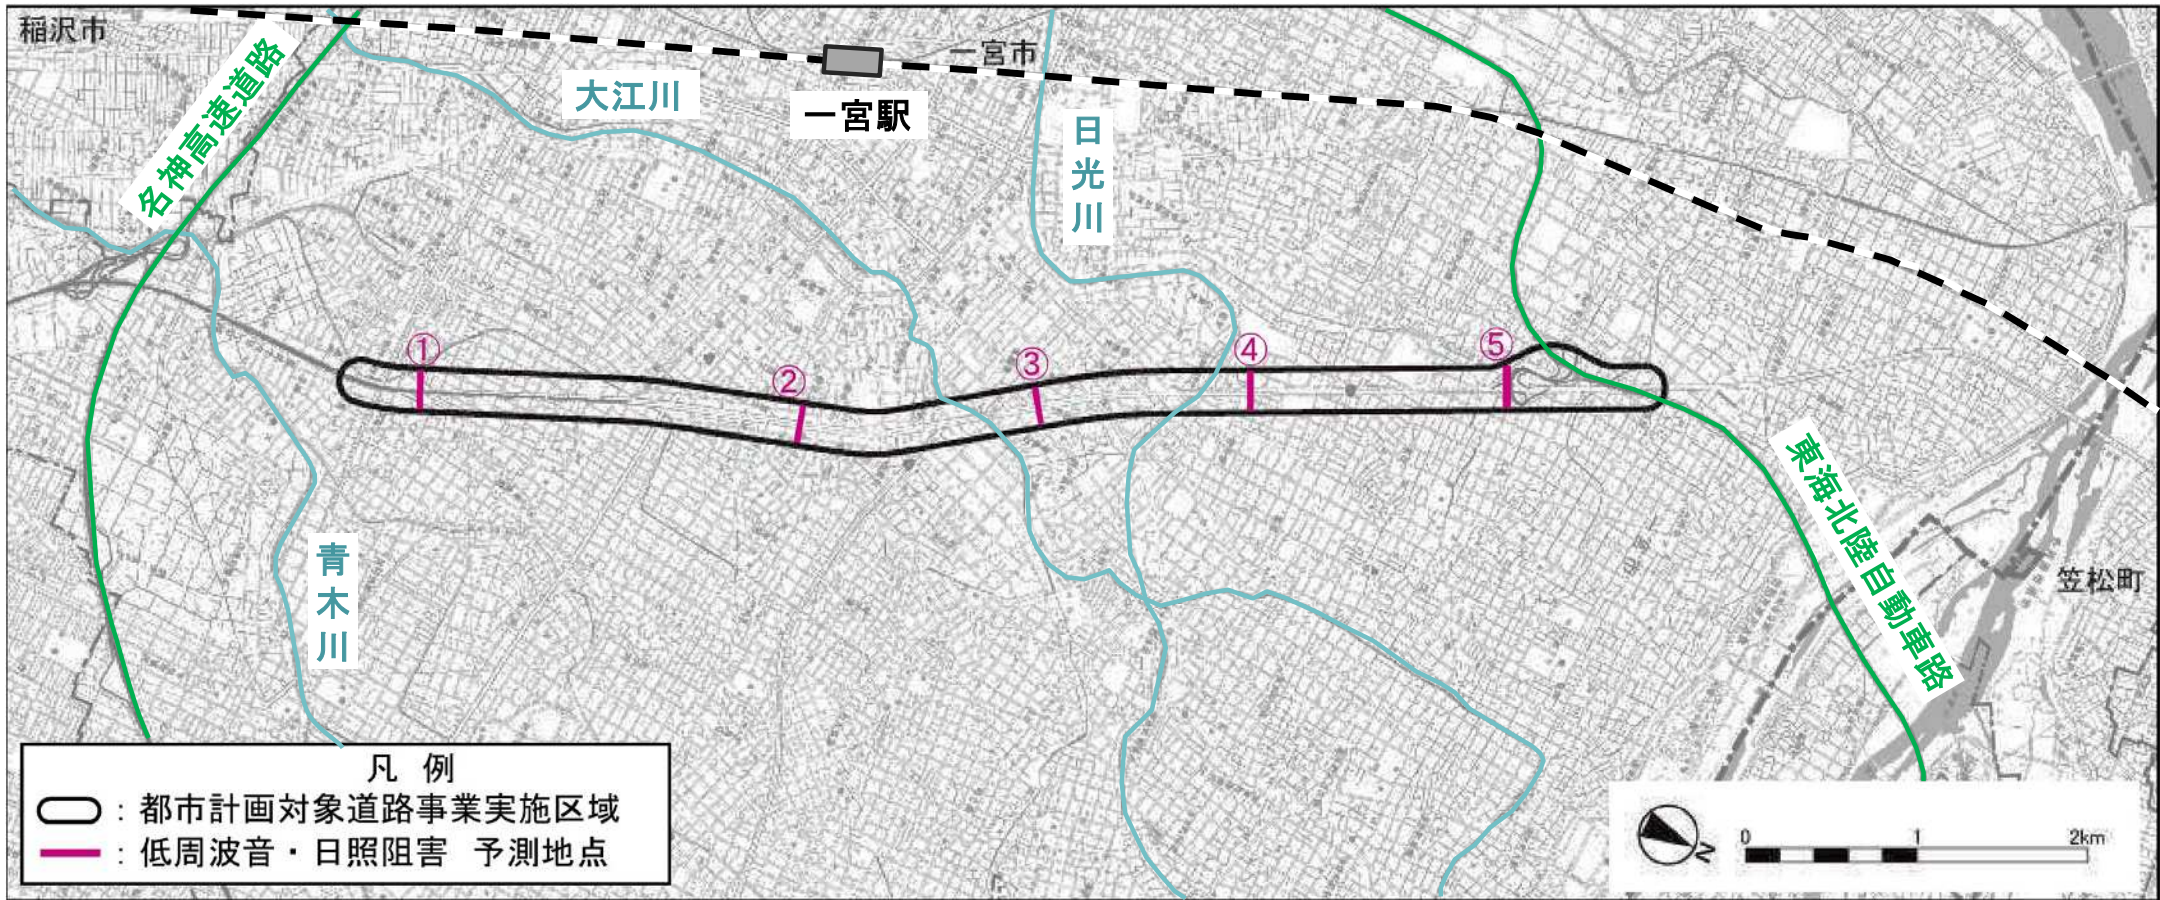 稲沢市
名神高速道路
大江川
一宮駅
一宮市
日光川
①
②
③
④
⑤
青木川
東海北陸自動車路
笠松町
凡 例
：都市計画対象道路事業実施区域
：低周波音・日照阻害 予測地点
N
0 1 2km